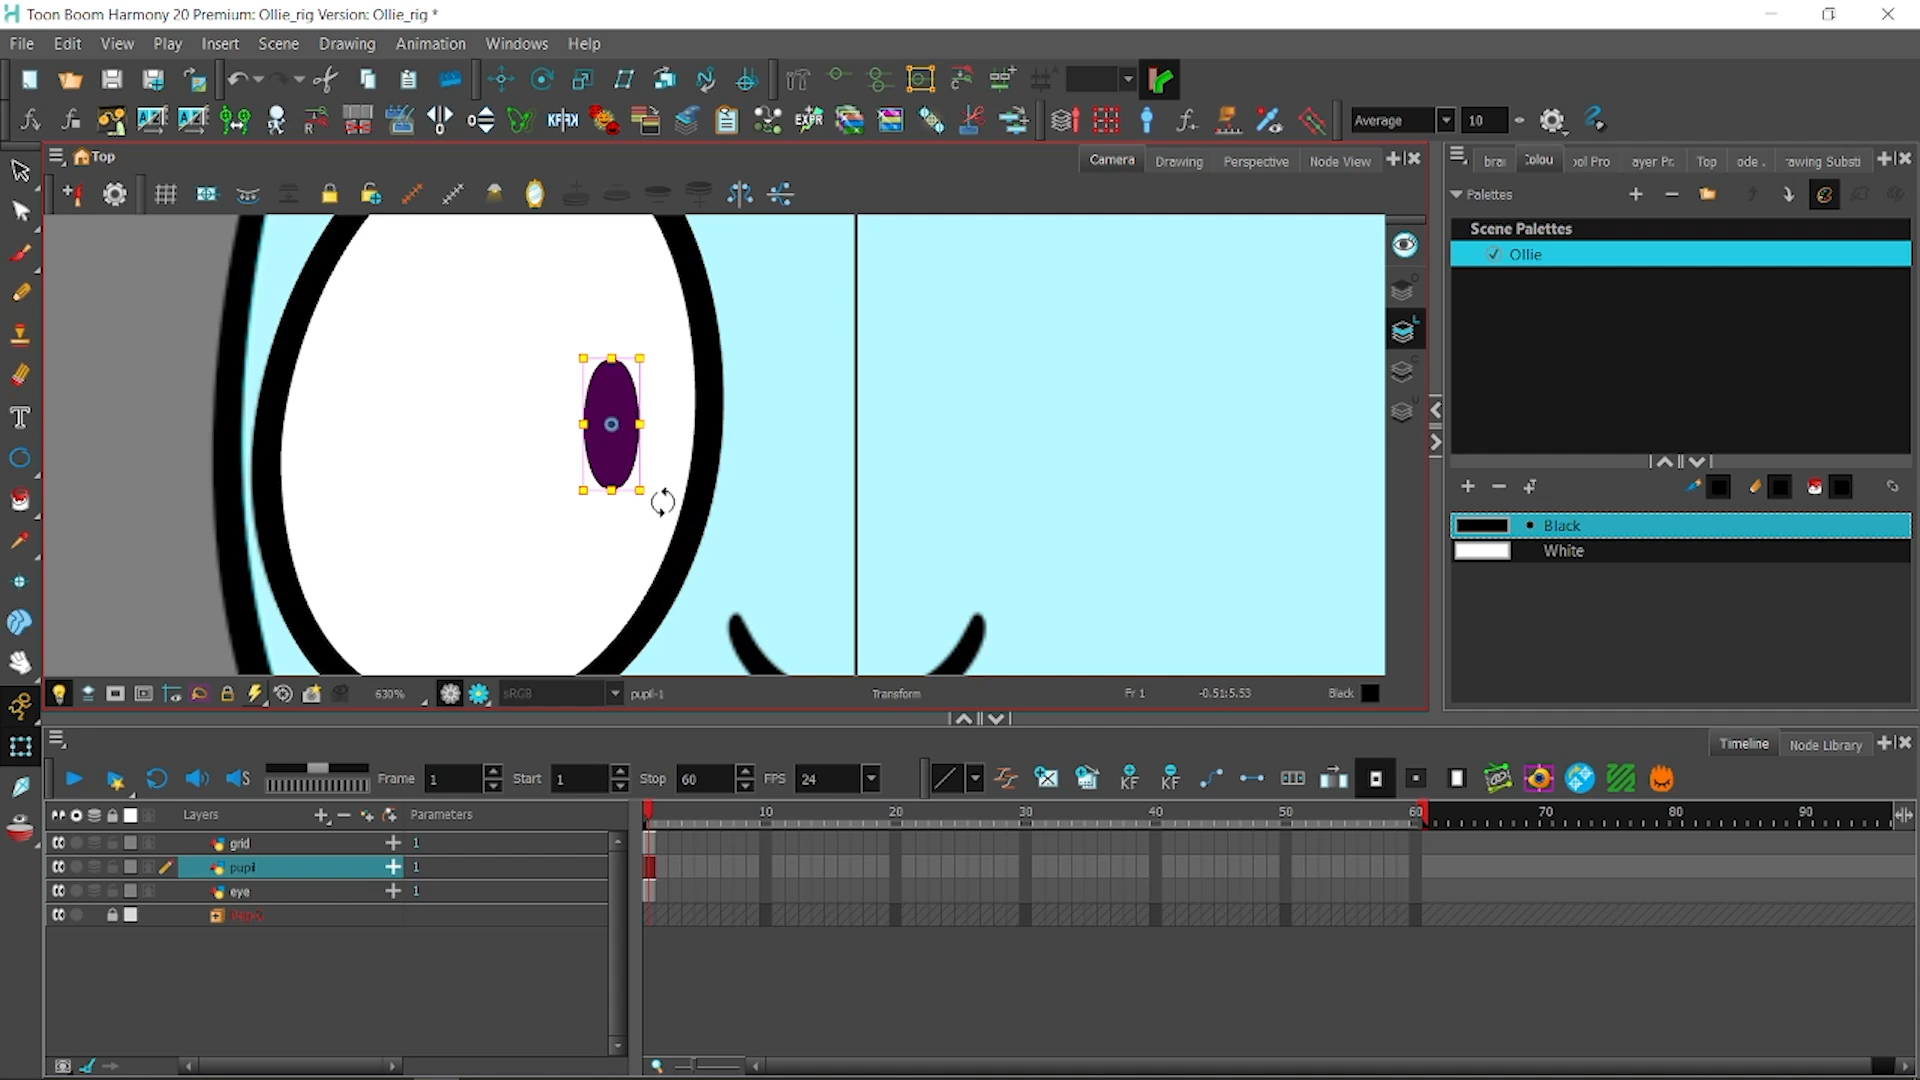 Toon Boom Harmony 20 Premium: Ollie_rig Version: Ollie_rig *
File Edit View Play Insert Scene Drawing Animation Windows Help
EXPR
Average 10
Top
Camera Drawing Perspective Node View
Colou ool Pro ayer Pr. Top ode . rawing Substi
Palettes
Scene Palettes
Ollie
Black
White
630% sRGB pupil-1 Transform Fr 1 -0.51:5.53 Black
Timeline Node Library
Frame 1 Start 1 Stop 60 FPS 24
KF KF
Layers Parameters
10 20 30 40 50 60 70 80 90
grid 1
pupil 1
eye 1